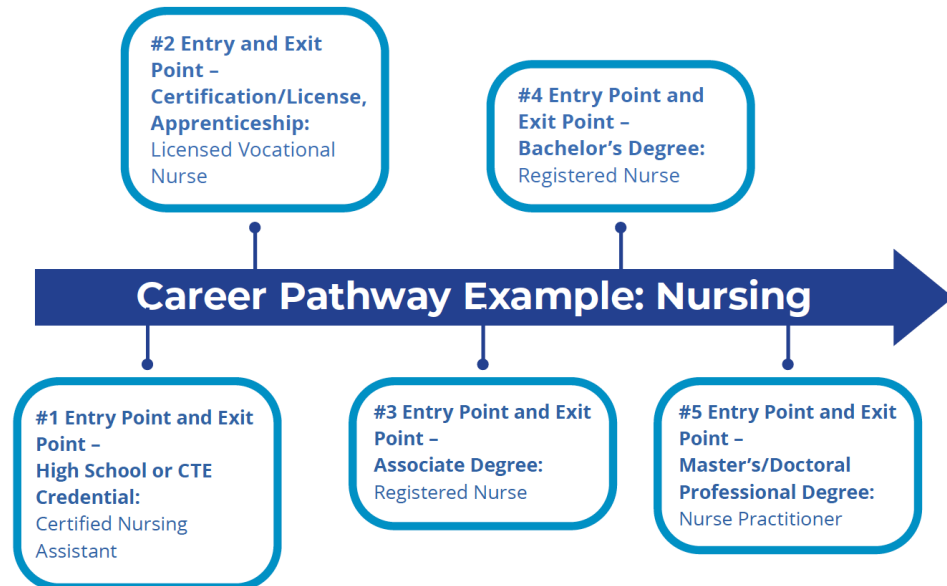 #2 Entry and Exit
Point –
Certification/License,
Apprenticeship:
Licensed Vocational
Nurse
#4 Entry Point and
Exit Point –
Bachelor’s Degree:
Registered Nurse
Career Pathway Example: Nursing
#1 Entry Point and Exit
Point –
High School or CTE
Credential:
Certified Nursing
Assistant
#3 Entry Point and Exit
Point –
Associate Degree:
Registered Nurse
#5 Entry Point and Exit
Point –
Master’s/Doctoral
Professional Degree:
Nurse Practitioner